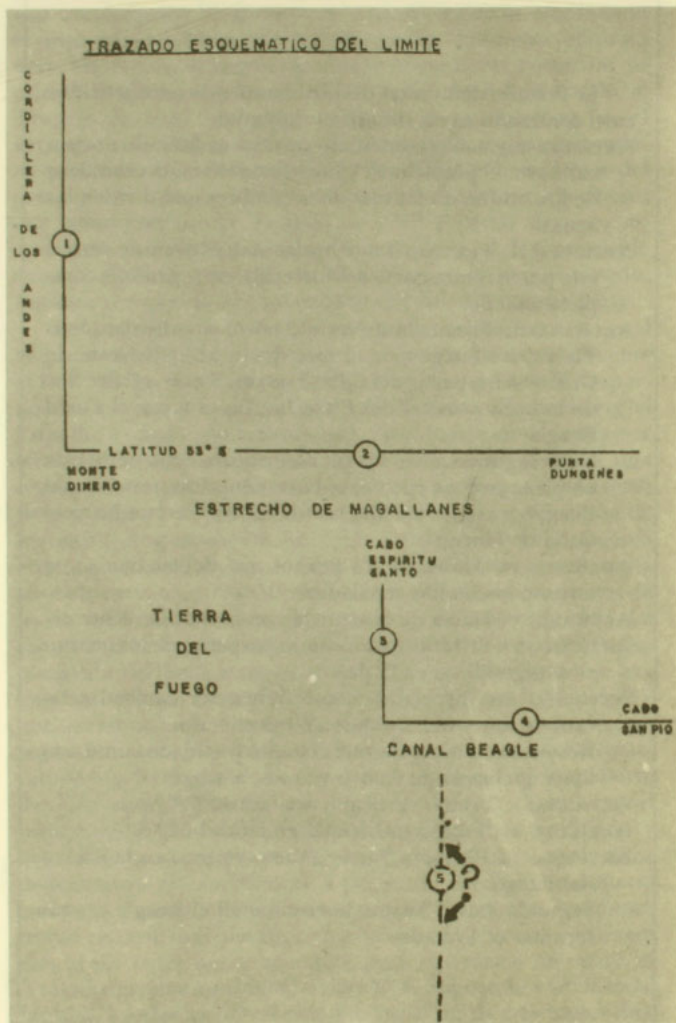 TRAZADO ESQUEMATICO DEL LIMITE
CORDILLERA
DE
LOS
ANDES
1
LATITUD 53° S
2
MONTE
DINERO
PUNTA
DUNGENES
ESTRECHO DE MAGALLANES
CABO
ESPIRITU
SANTO
TIERRA
DEL
FUEGO
3
4
CABO
SAN PIO
CANAL BEAGLE
5
?